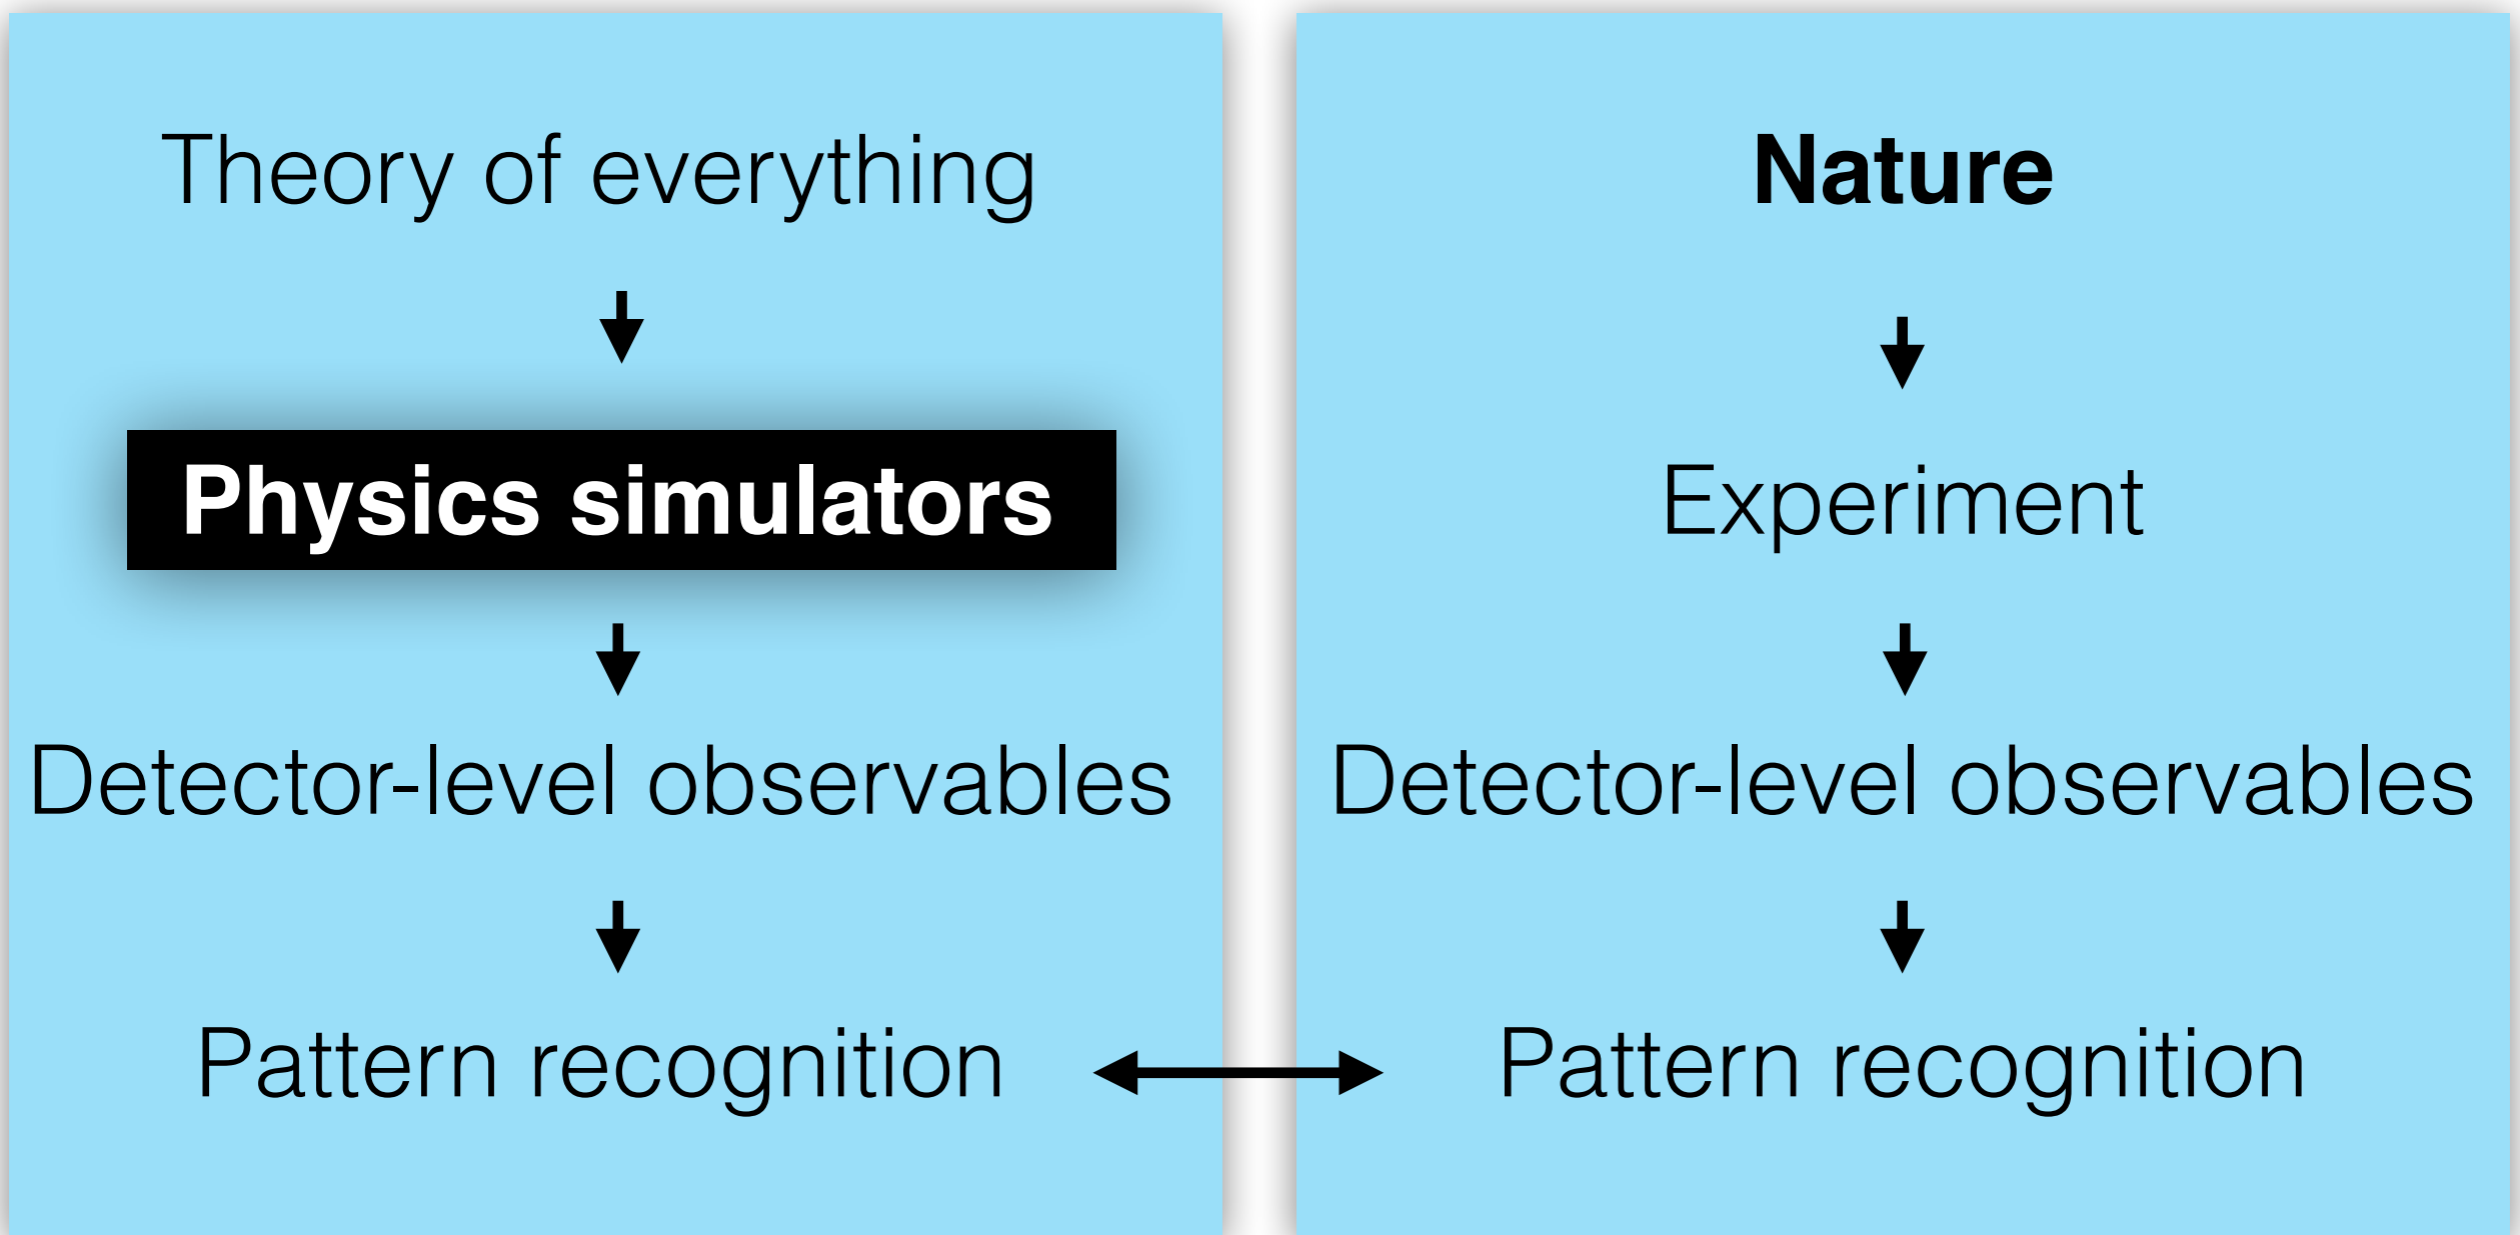 Theory of everything
Physics simulators
Detector-level observables
Pattern recognition
Nature
Experiment
Detector-level observables
Pattern recognition